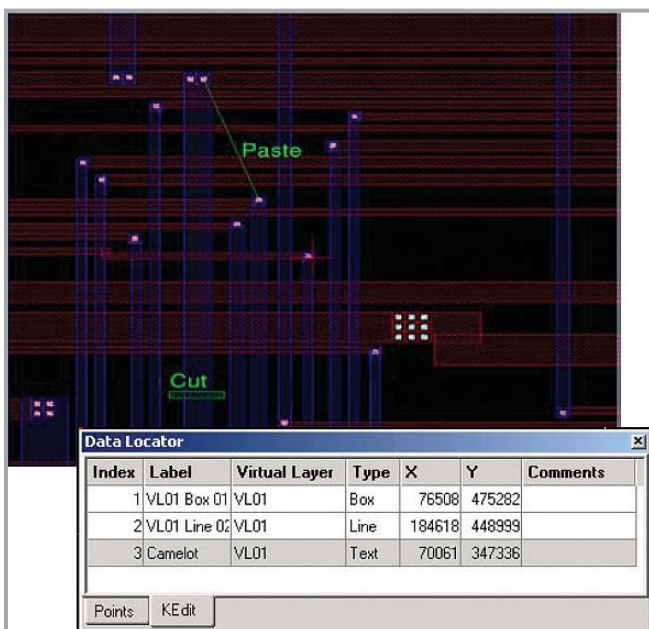 Paste
Cut
Data Locator
Index Label Virtual Layer Type X Y Comments
1 VL01 Box 01 VL01 Box 76508 475282
2 VL01 Line 02 VL01 Line 184618 448999
3 Camelot VL01 Text 70061 347336
Points KEdit